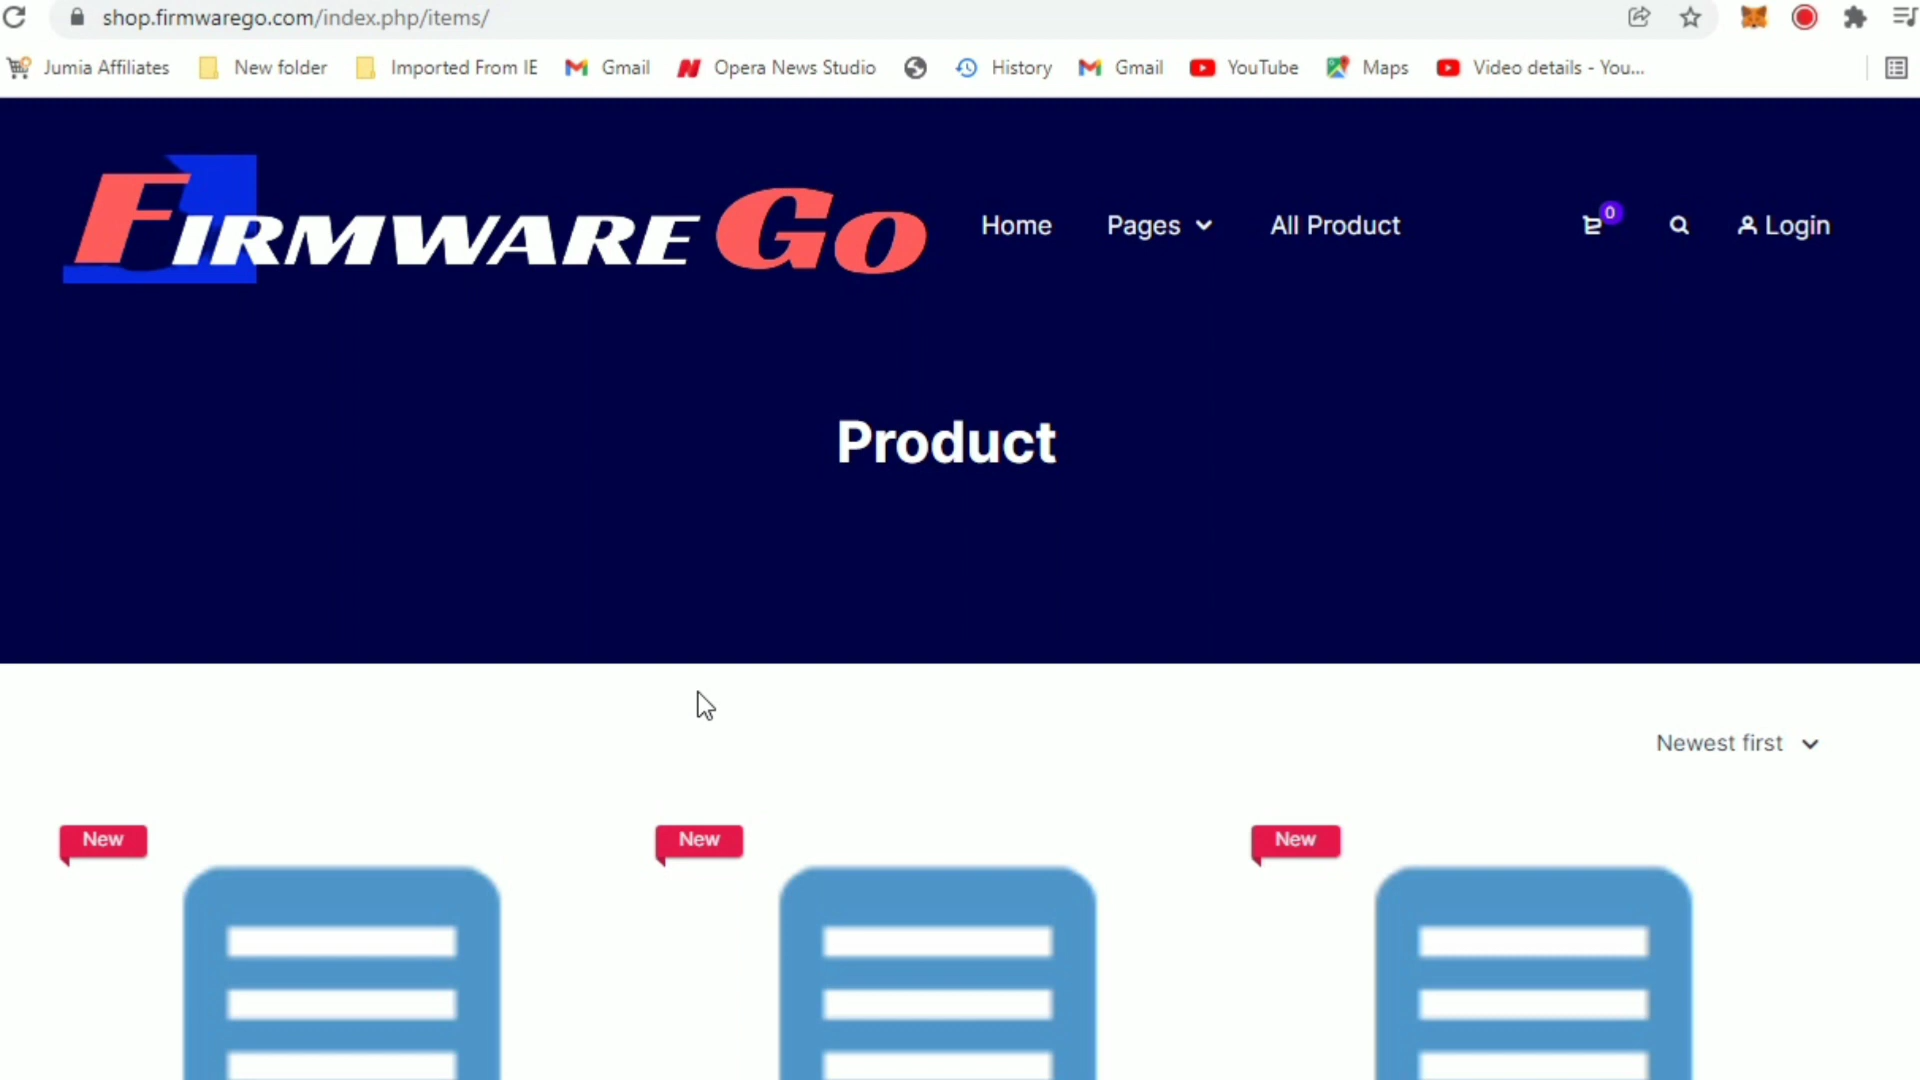 shop.firmwarego.com/index.php/items/
Jumia Affiliates New folder Imported From IE Gmail Opera News Studio History Gmail YouTube Maps Video details - You...
FIRMWARE GO
Home Pages All Product 0 Login
Product
Newest first
New New New